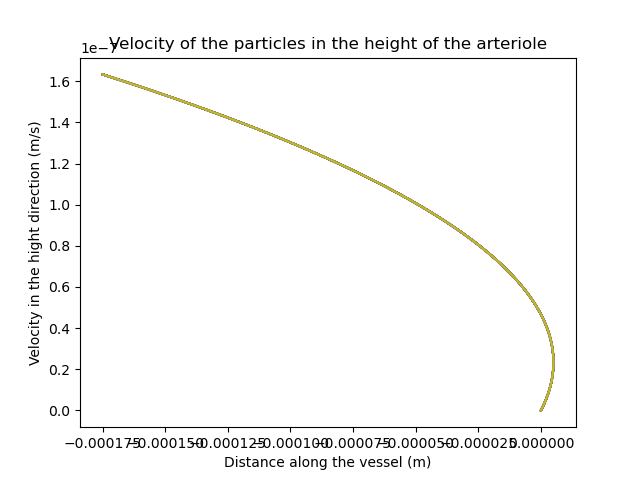 Velocity of the particles in the height of the arteriole
1e−7
1.6
1.4
1.2
1.0
0.8
0.6
0.4
0.2
0.0
Velocity in the hight direction (m/s)
−0.000175 −0.000150 −0.000125 −0.000100 −0.000075 −0.000050 −0.000025 0.000000
Distance along the vessel (m)